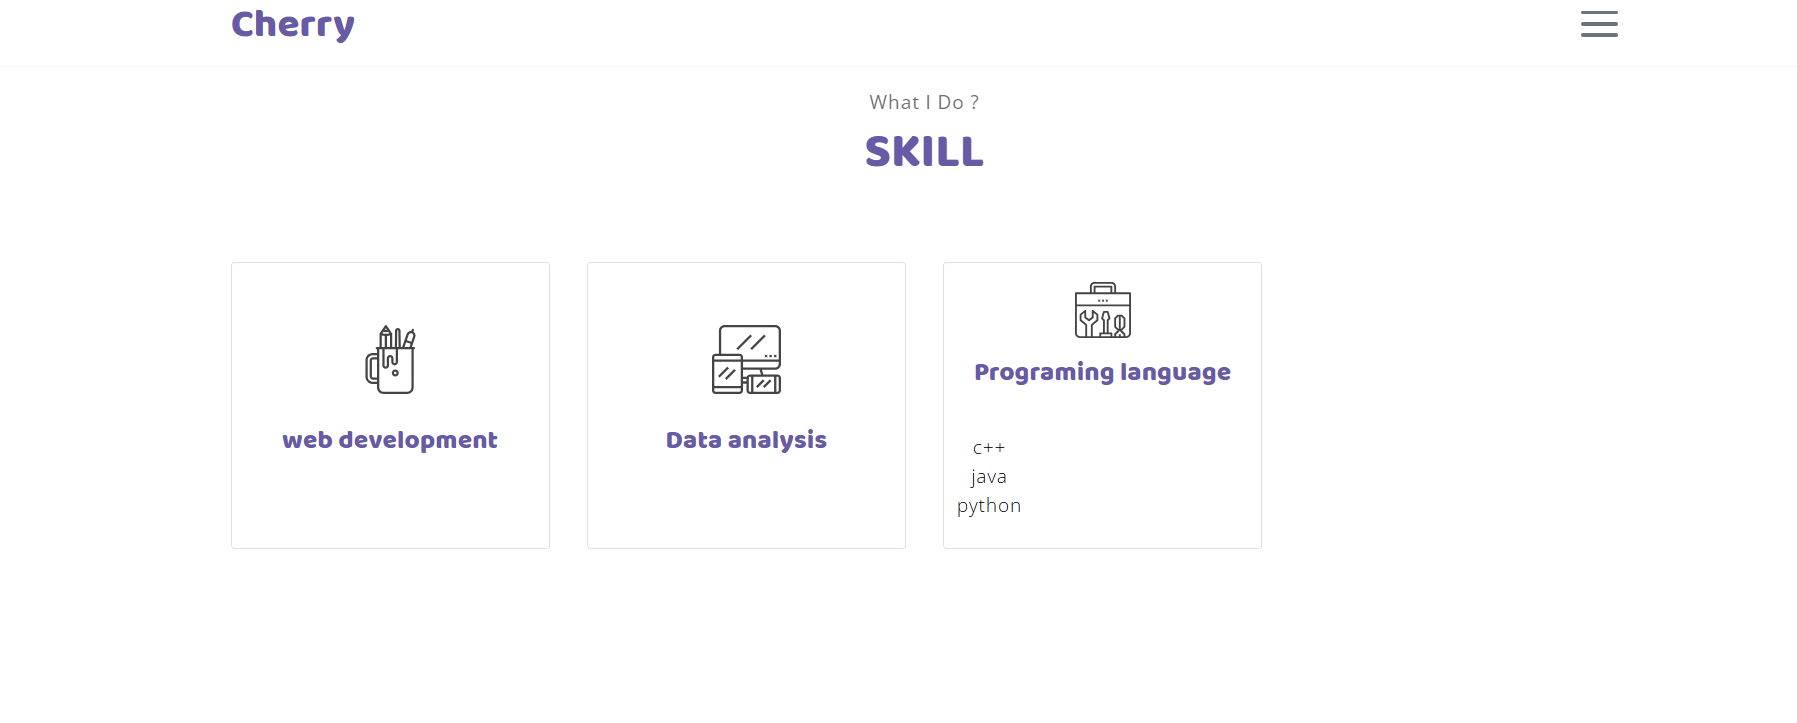 Cherry
What I Do ?
SKILL
web development
Data analysis
Programing language
c++
java
python